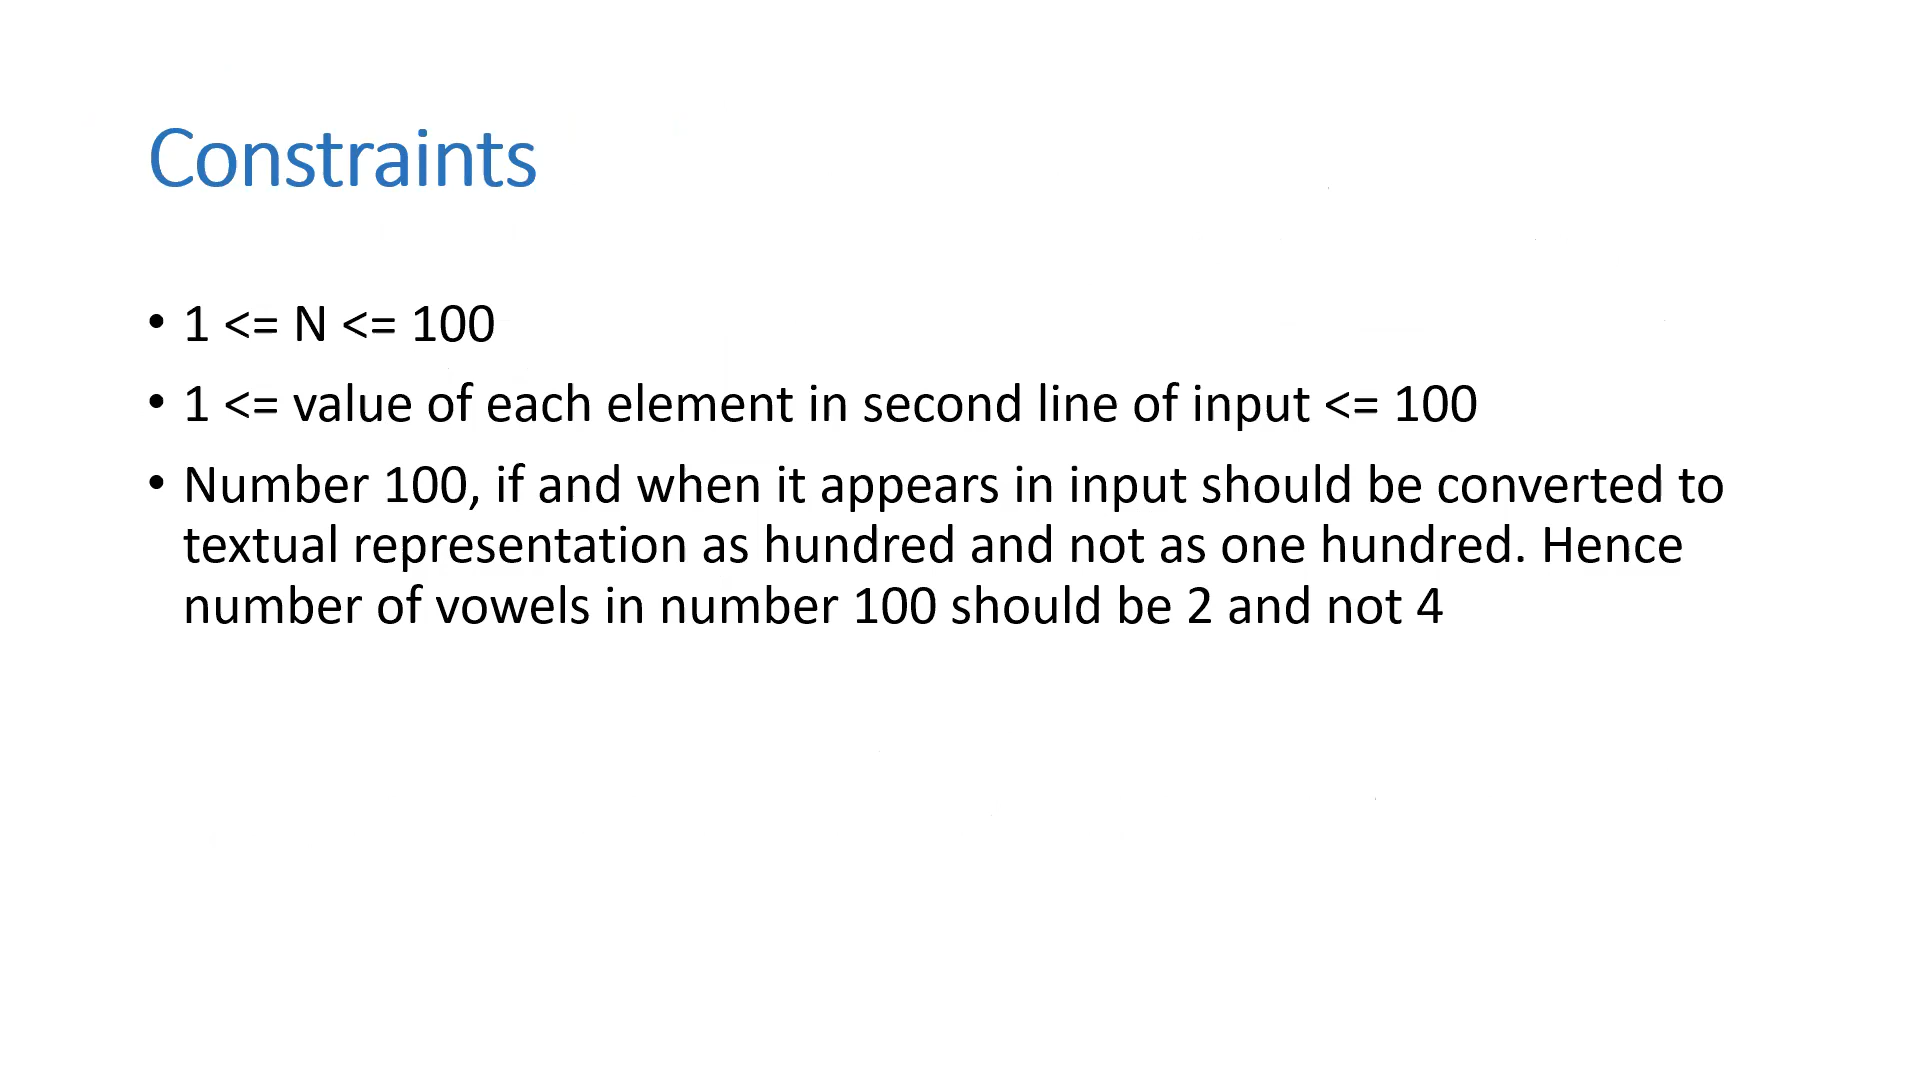 Constraints
• 1 <= N <= 100
• 1 <= value of each element in second line of input <= 100
• Number 100, if and when it appears in input should be converted to
textual representation as hundred and not as one hundred. Hence
number of vowels in number 100 should be 2 and not 4